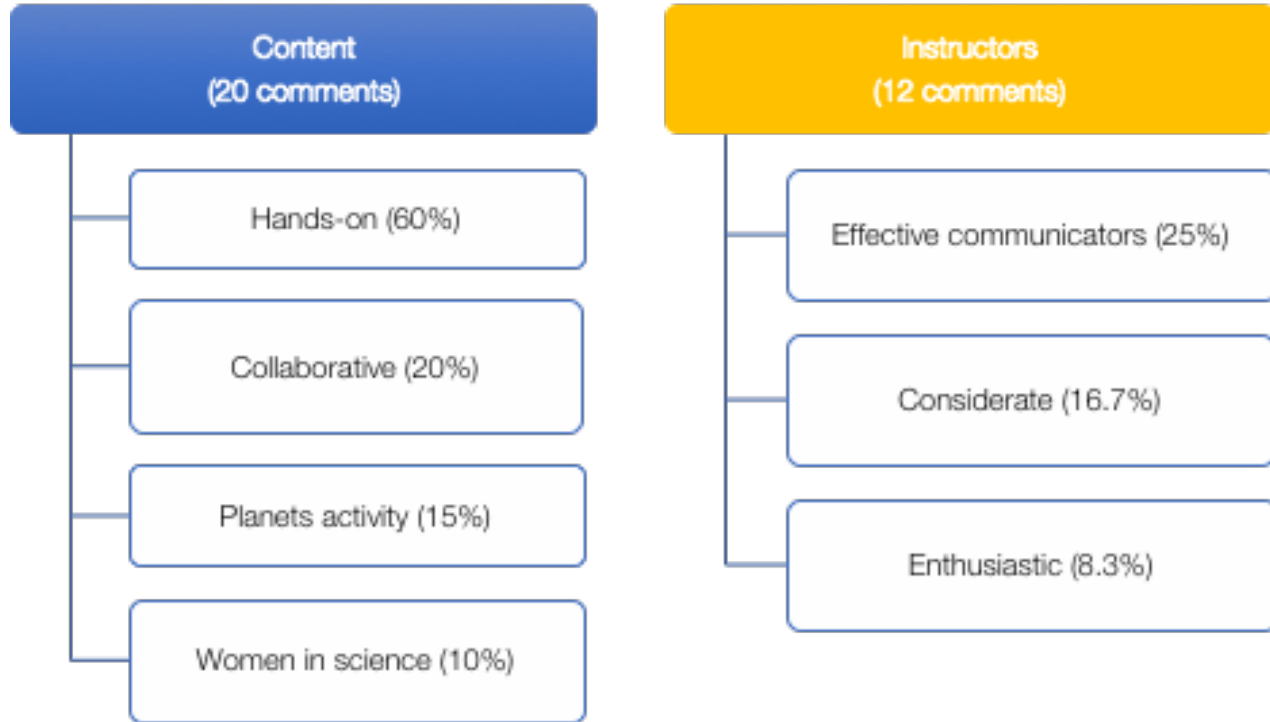 Content
(20 comments)
Hands-on (60%)
Collaborative (20%)
Planets activity (15%)
Women in science (10%)
Instructors
(12 comments)
Effective communicators (25%)
Considerate (16.7%)
Enthusiastic (8.3%)